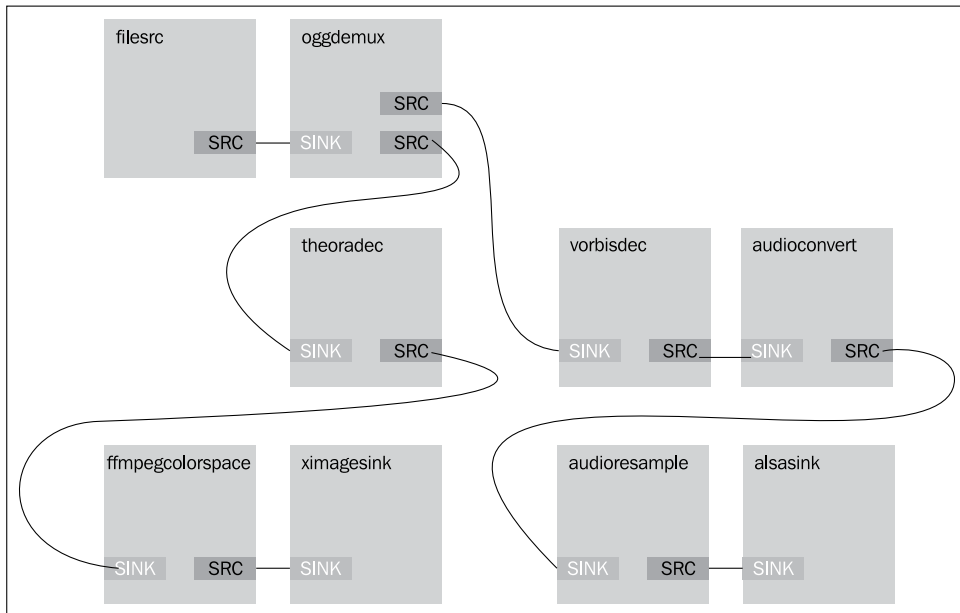 filesrc
oggdemux
SRC
SRC
SINK
SRC
theoradec
vorbisdec
audioconvert
SINK
SRC
SINK
SRC
SINK
SRC
ffmpegcolorspace
ximagesink
audioresample
alsasink
SINK
SRC
SINK
SINK
SRC
SINK